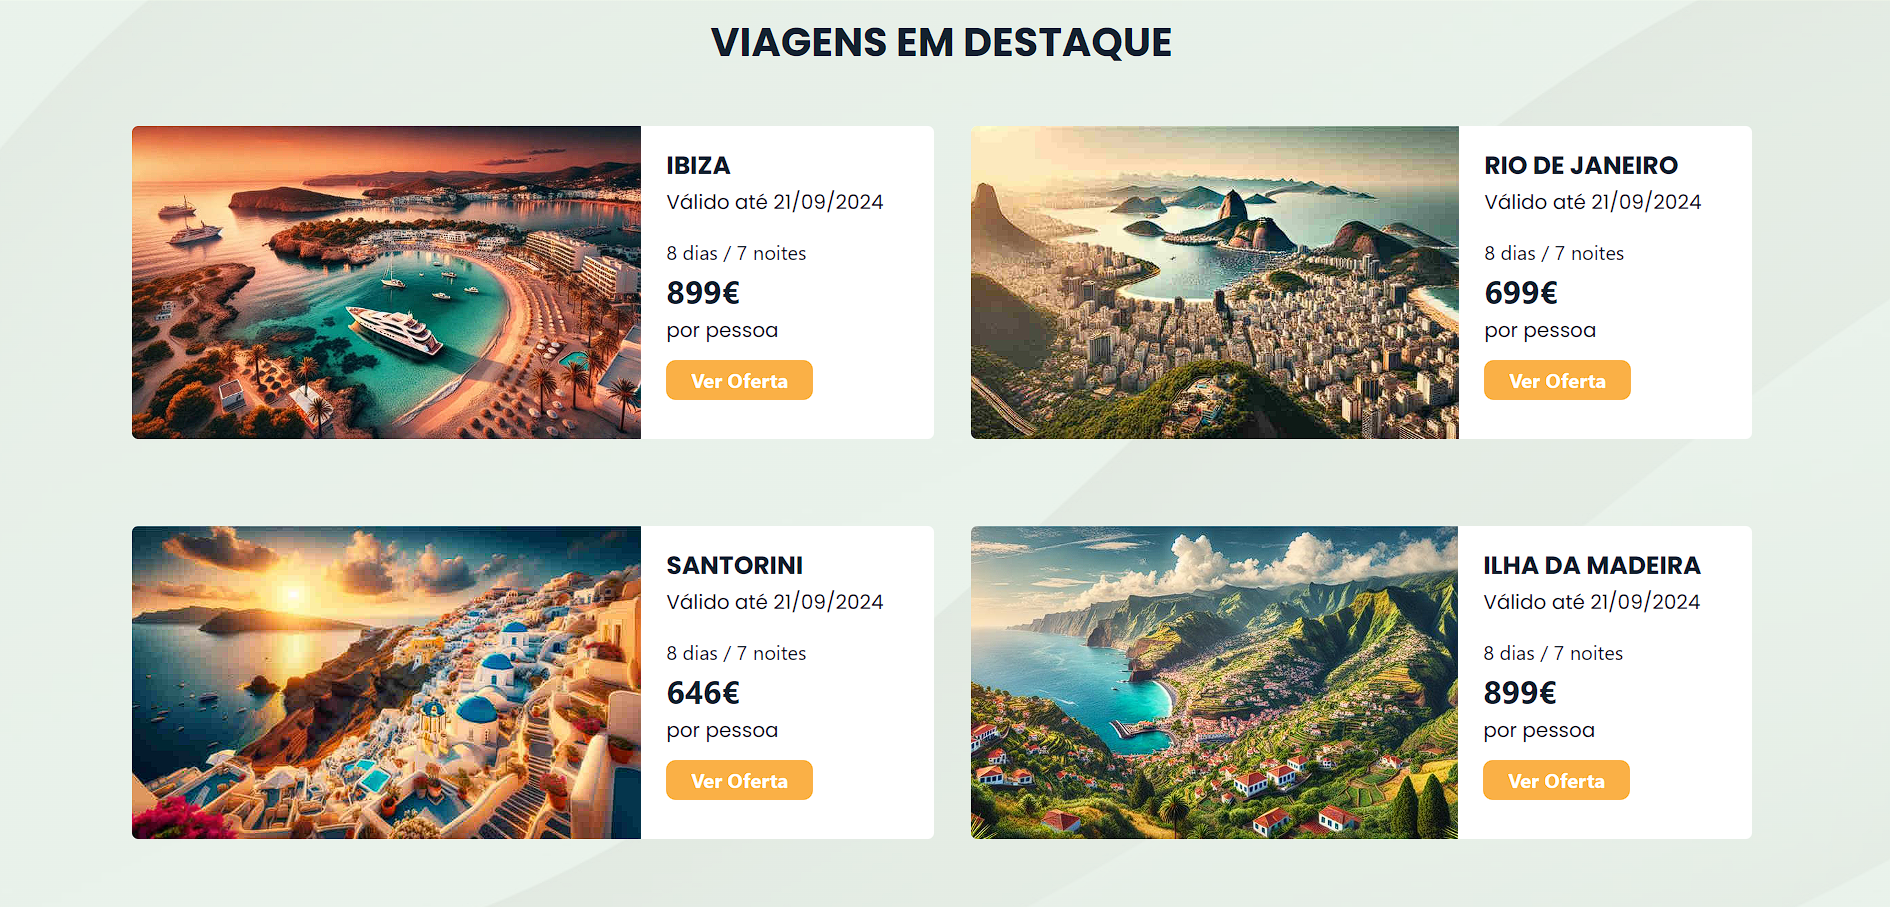 VIAGENS EM DESTAQUE
IBIZA
Válido até 21/09/2024
8 dias / 7 noites
899€
por pessoa
Ver Oferta
RIO DE JANEIRO
Válido até 21/09/2024
8 dias / 7 noites
699€
por pessoa
Ver Oferta
SANTORINI
Válido até 21/09/2024
8 dias / 7 noites
646€
por pessoa
Ver Oferta
ILHA DA MADEIRA
Válido até 21/09/2024
8 dias / 7 noites
899€
por pessoa
Ver Oferta